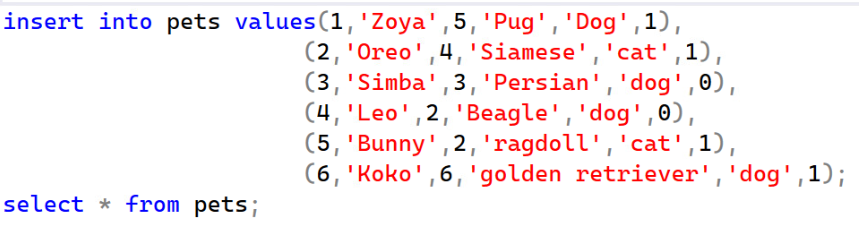 insert into pets values(1,'Zoya',5,'Pug','Dog',1),
(2,'Oreo',4,'Siamese','cat',1),
(3,'Simba',3,'Persian','dog',0),
(4,'Leo',2,'Beagle','dog',0),
(5,'Bunny',2,'ragdoll','cat',1),
(6,'Koko',6,'golden retriever','dog',1);
select * from pets;